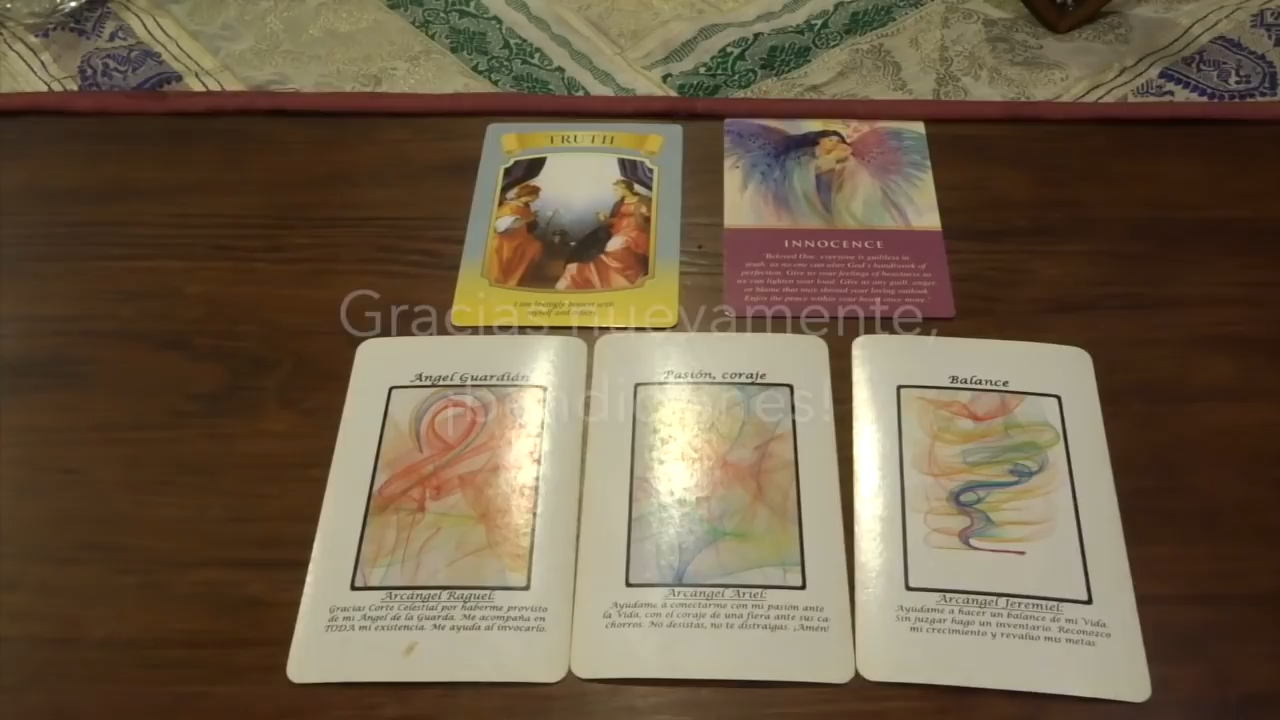 TRUTH
I am lovingly honest with
myself and others.
INNOCENCE
"Beloved One, everyone is guiltless in
truth, as no one can alter God's handiwork of
perfection. Give us your feelings of heaviness so
we can lighten your load. Give us any guilt, anger
or blame that may shroud your loving outlook.
Enjoy the peace within your heart once more."
Gracias nuevamente,
¡bendiciones!
Ángel Guardián
Arcángel Raguel:
Gracias Corte Celestial por haberme provisto
de mi Ángel de la Guarda. Me acompaña en
TODA mi existencia. Me ayuda al invocarlo.
Pasión, coraje
Arcángel Ariel:
Ayúdame a conectarme con mi pasión ante
la Vida, con el coraje de una fiera ante sus ca-
chorros. No desistas, no te distraigas. ¡Amén!
Balance
Arcángel Jeremiel:
Ayúdame a hacer un balance de mi Vida.
Sin juzgar hago un inventario. Reconozco
mi crecimiento y revalúo mis metas.